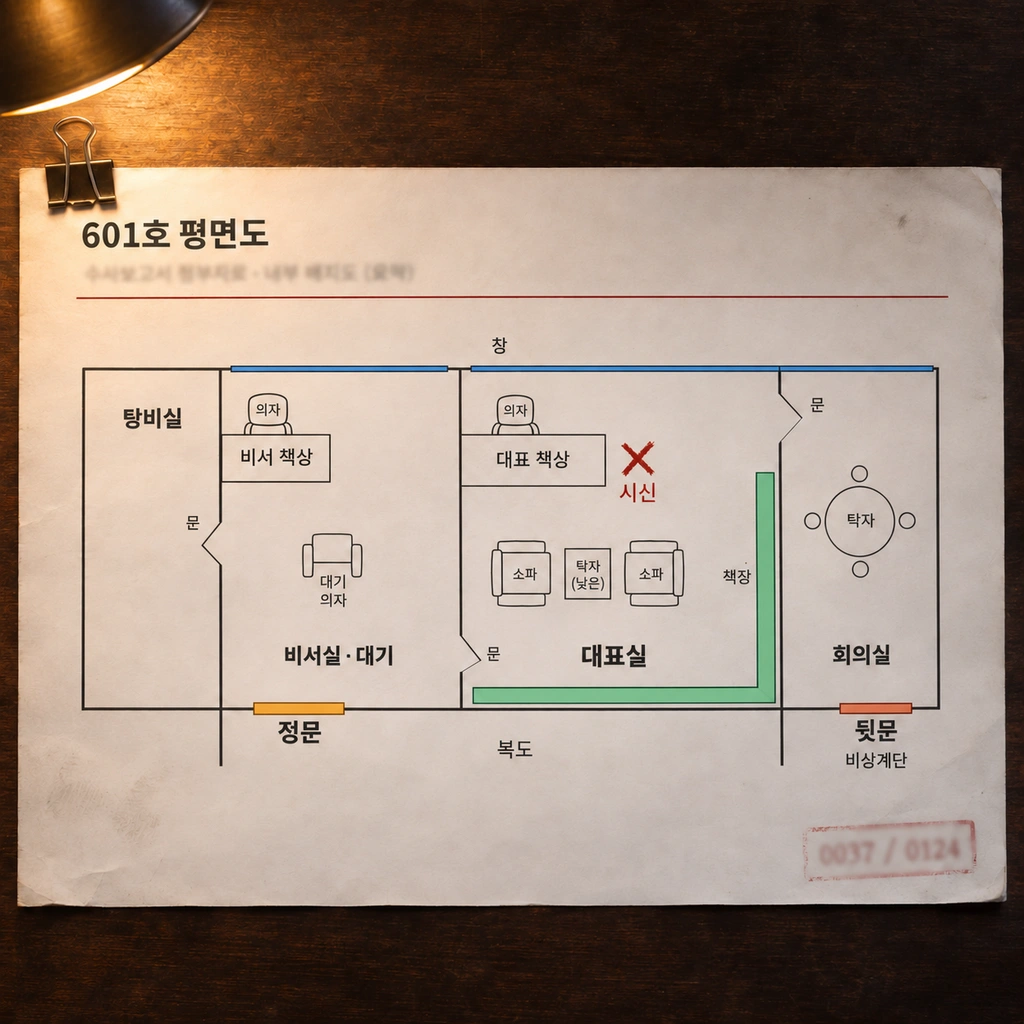 601호 평면도
창
탕비실
의자
비서 책상
의자
대표 책상
시신
문
탁자
문
대기
의자
소파
탁자
(낮은)
소파
책장
비서실 · 대기
문
대표실
회의실
정문
복도
뒷문
비상계단